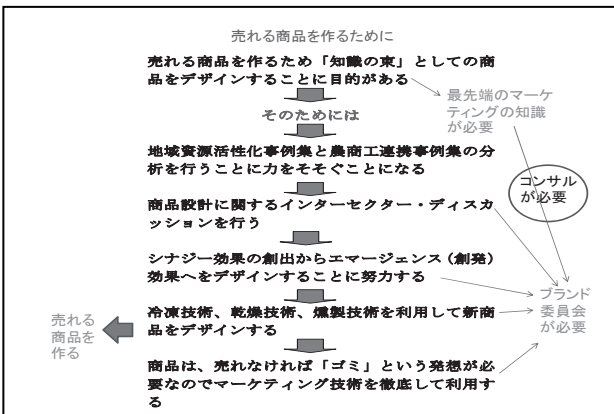 売れる商品を作るために
売れる商品を作るため「知識の束」としての商
品をデザインすることに目的がある
最先端のマーケ
ティングの知識
が必要
そのためには
地域資源活性化事例集と農商工連携事例集の分
析を行うことに力をそそぐことになる
コンサル
が必要
商品設計に関するインターセクター・ディスカ
ッションを行う
シナジー効果の創出からエマージェンス（創発）
効果へをデザインすることに努力する
ブランド
委員会
が必要
冷凍技術、乾燥技術、燻製技術を利用して新商
品をデザインする
売れる
商品を
作る
商品は、売れなければ「ゴミ」という発想が必
要なのでマーケティング技術を徹底して利用す
る